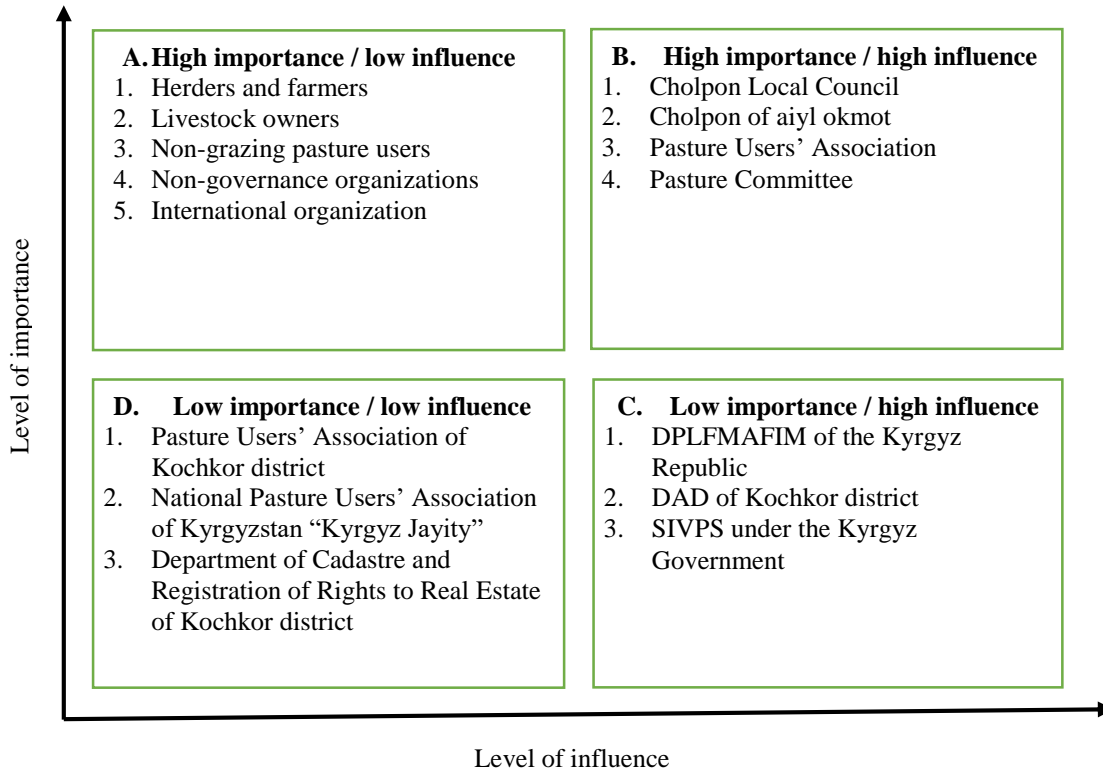 A. High importance / low influence
1. Herders and farmers
2. Livestock owners
3. Non-grazing pasture users
4. Non-governance organizations
5. International organization
B. High importance / high influence
1. Cholpon Local Council
2. Cholpon of aiyl okmot
3. Pasture Users’ Association
4. Pasture Committee
Level of importance
D. Low importance / low influence
1. Pasture Users’ Association of
Kochkor district
2. National Pasture Users’ Association
of Kyrgyzstan “Kyrgyz Jayity”
3. Department of Cadastre and
Registration of Rights to Real Estate
of Kochkor district
C. Low importance / high influence
1. DPLFMAFIM of the Kyrgyz
Republic
2. DAD of Kochkor district
3. SIVPS under the Kyrgyz
Government
Level of influence